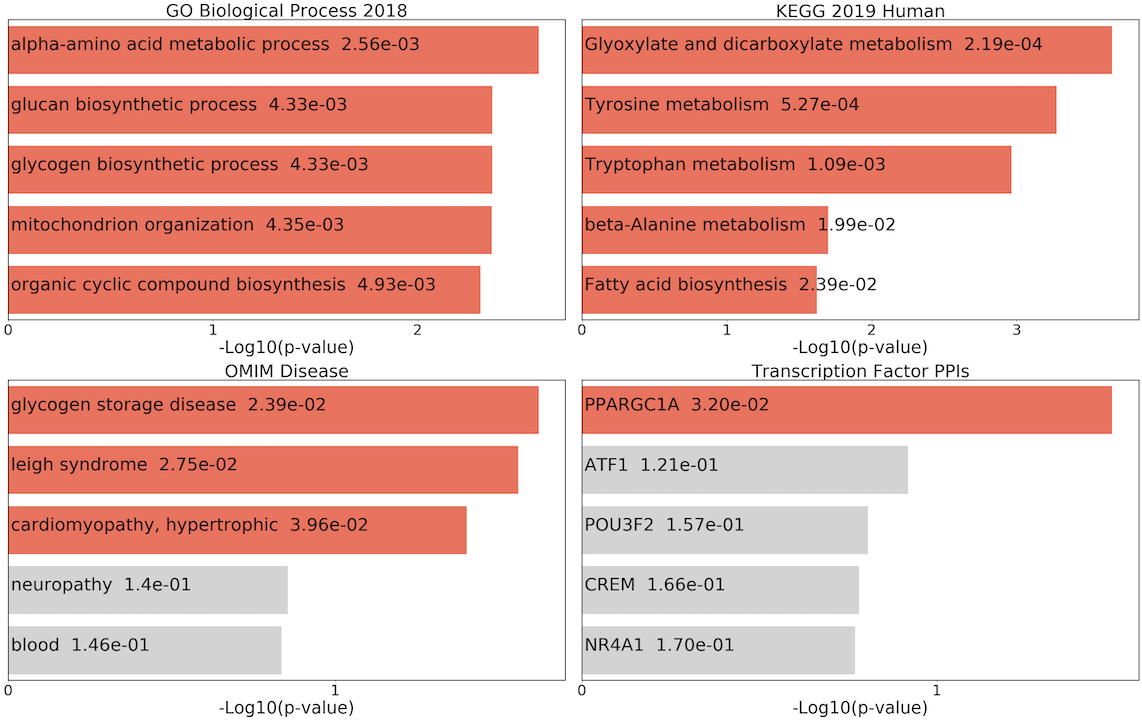 GO Biological Process 2018
alpha-amino acid metabolic process 2.56e-03
glucan biosynthetic process 4.33e-03
glycogen biosynthetic process 4.33e-03
mitochondrion organization 4.35e-03
organic cyclic compound biosynthesis 4.93e-03
0 1 2
-Log10(p-value)
KEGG 2019 Human
Glyoxylate and dicarboxylate metabolism 2.19e-04
Tyrosine metabolism 5.27e-04
Tryptophan metabolism 1.09e-03
beta-Alanine metabolism 1.99e-02
Fatty acid biosynthesis 2.39e-02
0 1 2 3
-Log10(p-value)
OMIM Disease
glycogen storage disease 2.39e-02
leigh syndrome 2.75e-02
cardiomyopathy, hypertrophic 3.96e-02
neuropathy 1.4e-01
blood 1.46e-01
0 1
-Log10(p-value)
Transcription Factor PPIs
PPARGC1A 3.20e-02
ATF1 1.21e-01
POU3F2 1.57e-01
CREM 1.66e-01
NR4A1 1.70e-01
0 1
-Log10(p-value)